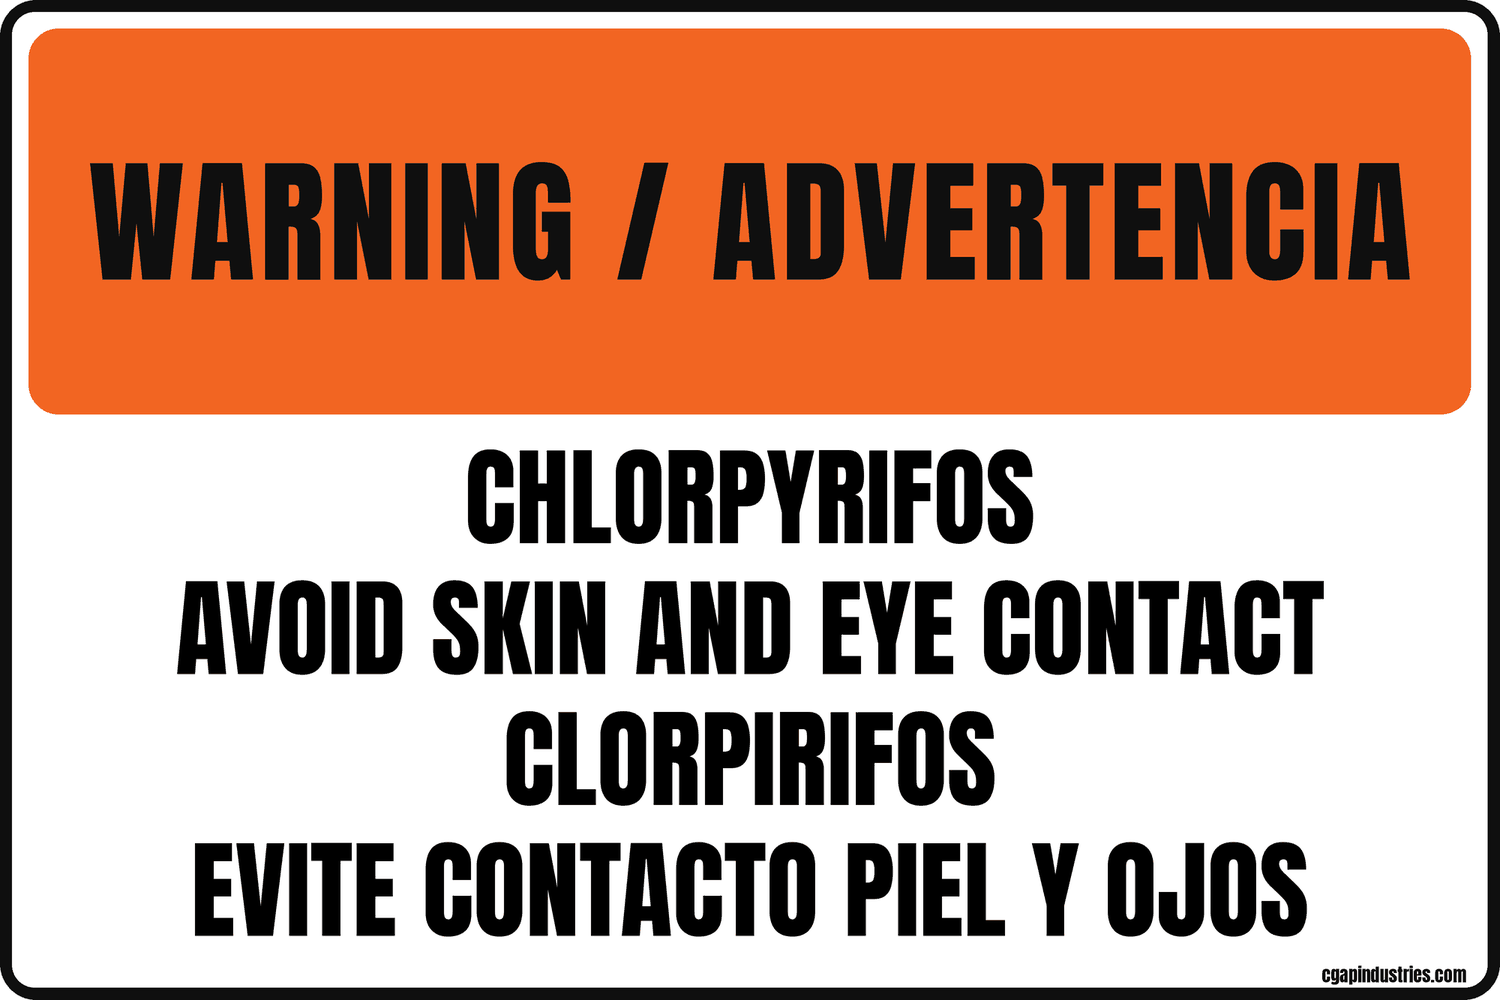 WARNING / ADVERTENCIA
CHLORPYRIFOS
AVOID SKIN AND EYE CONTACT
CLORPIRIFOS
EVITE CONTACTO PIEL Y OJOS
cgapindustries.com